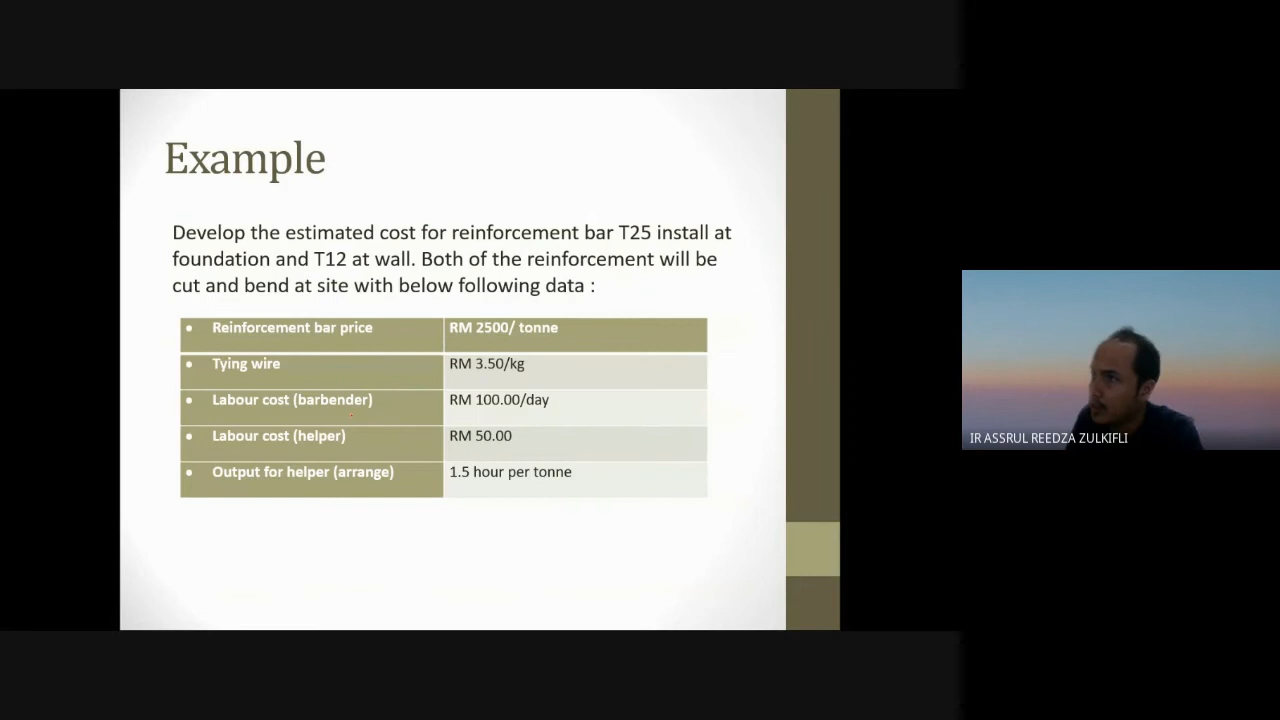 Example
Develop the estimated cost for reinforcement bar T25 install at
foundation and T12 at wall. Both of the reinforcement will be
cut and bend at site with below following data :
• Reinforcement bar price RM 2500/ tonne
• Tying wire RM 3.50/kg
• Labour cost (barbender) RM 100.00/day
• Labour cost (helper) RM 50.00
• Output for helper (arrange) 1.5 hour per tonne
IR ASSRUL REEDZA ZULKIFLI